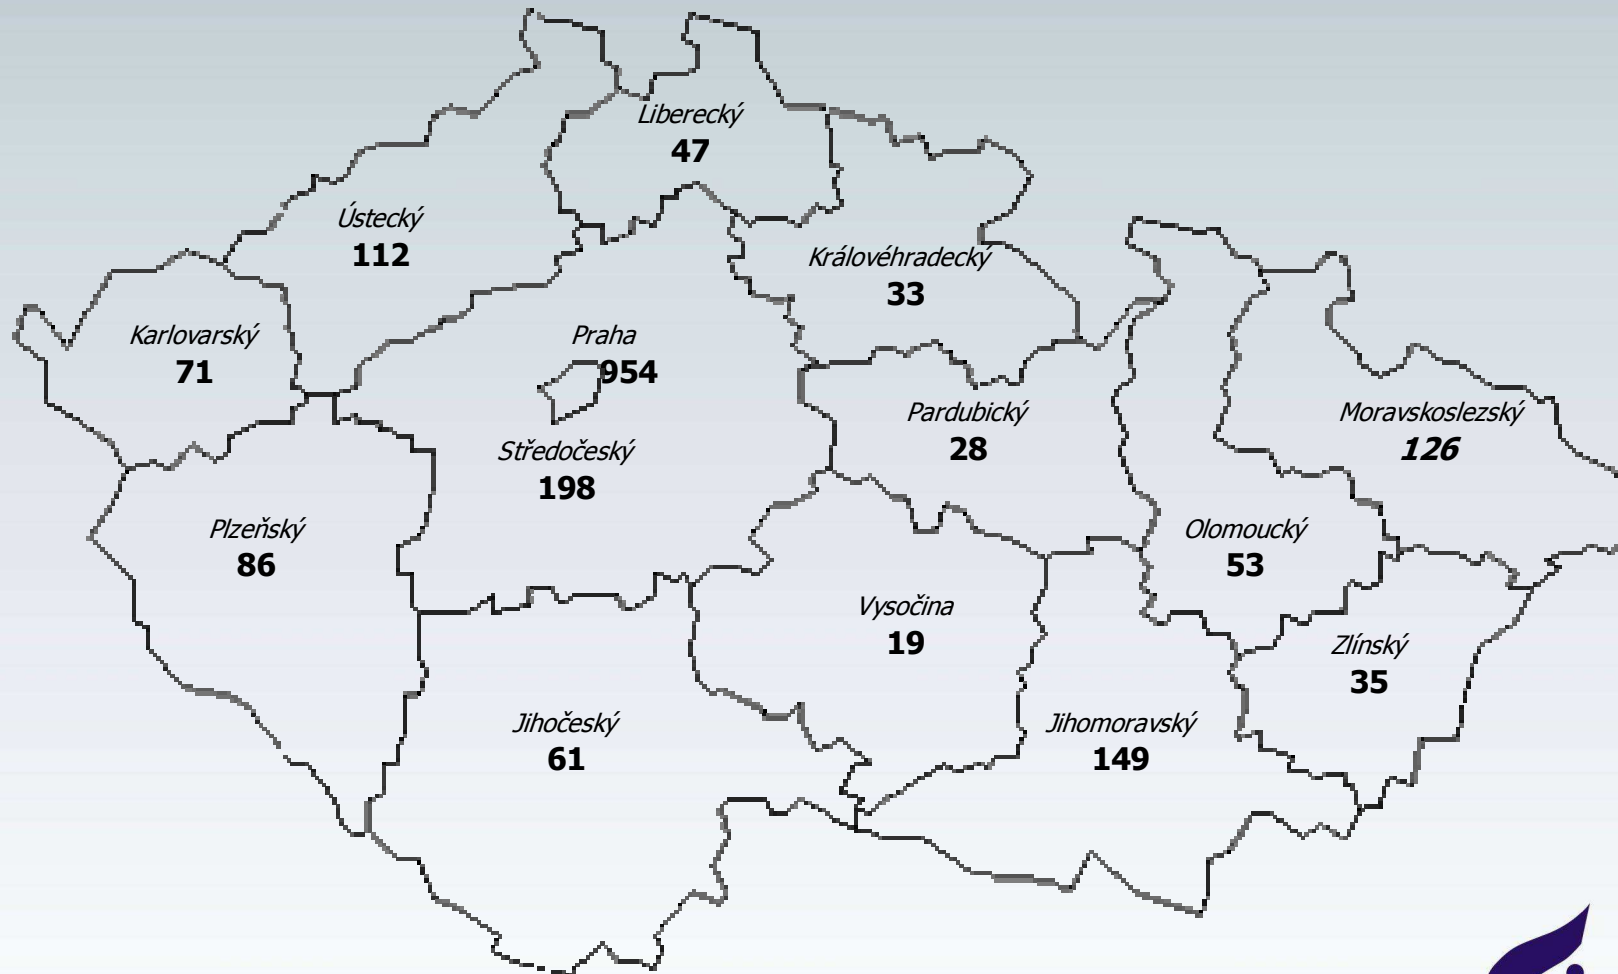 Liberecký
47
Ústecký
112
Královéhradecký
33
Karlovarský
71
Praha
954
Pardubický
28
Moravskoslezský
126
Středočeský
198
Plzeňský
86
Olomoucký
53
Vysočina
19
Zlínský
35
Jihočeský
61
Jihomoravský
149